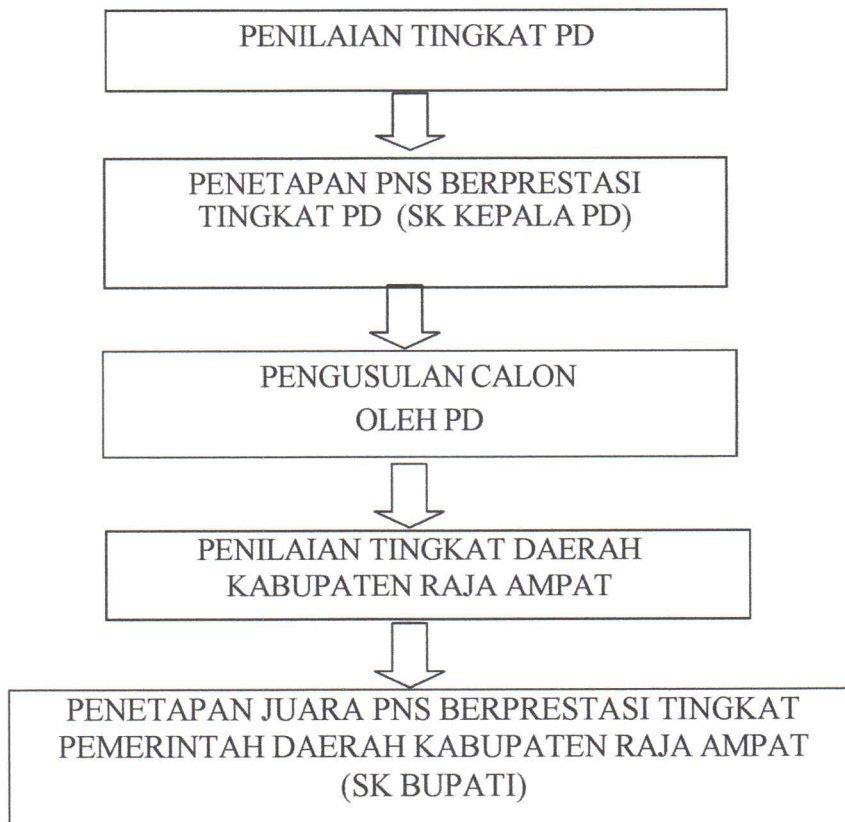 PENILAIAN TINGKAT PD
PENETAPAN PNS BERPRESTASI
TINGKAT PD (SK KEPALA PD)
PENGUSULAN CALON
OLEH PD
PENILAIAN TINGKAT DAERAH
KABUPATEN RAJA AMPAT
PENETAPAN JUARA PNS BERPRESTASI TINGKAT
PEMERINTAH DAERAH KABUPATEN RAJA AMPAT
(SK BUPATI)